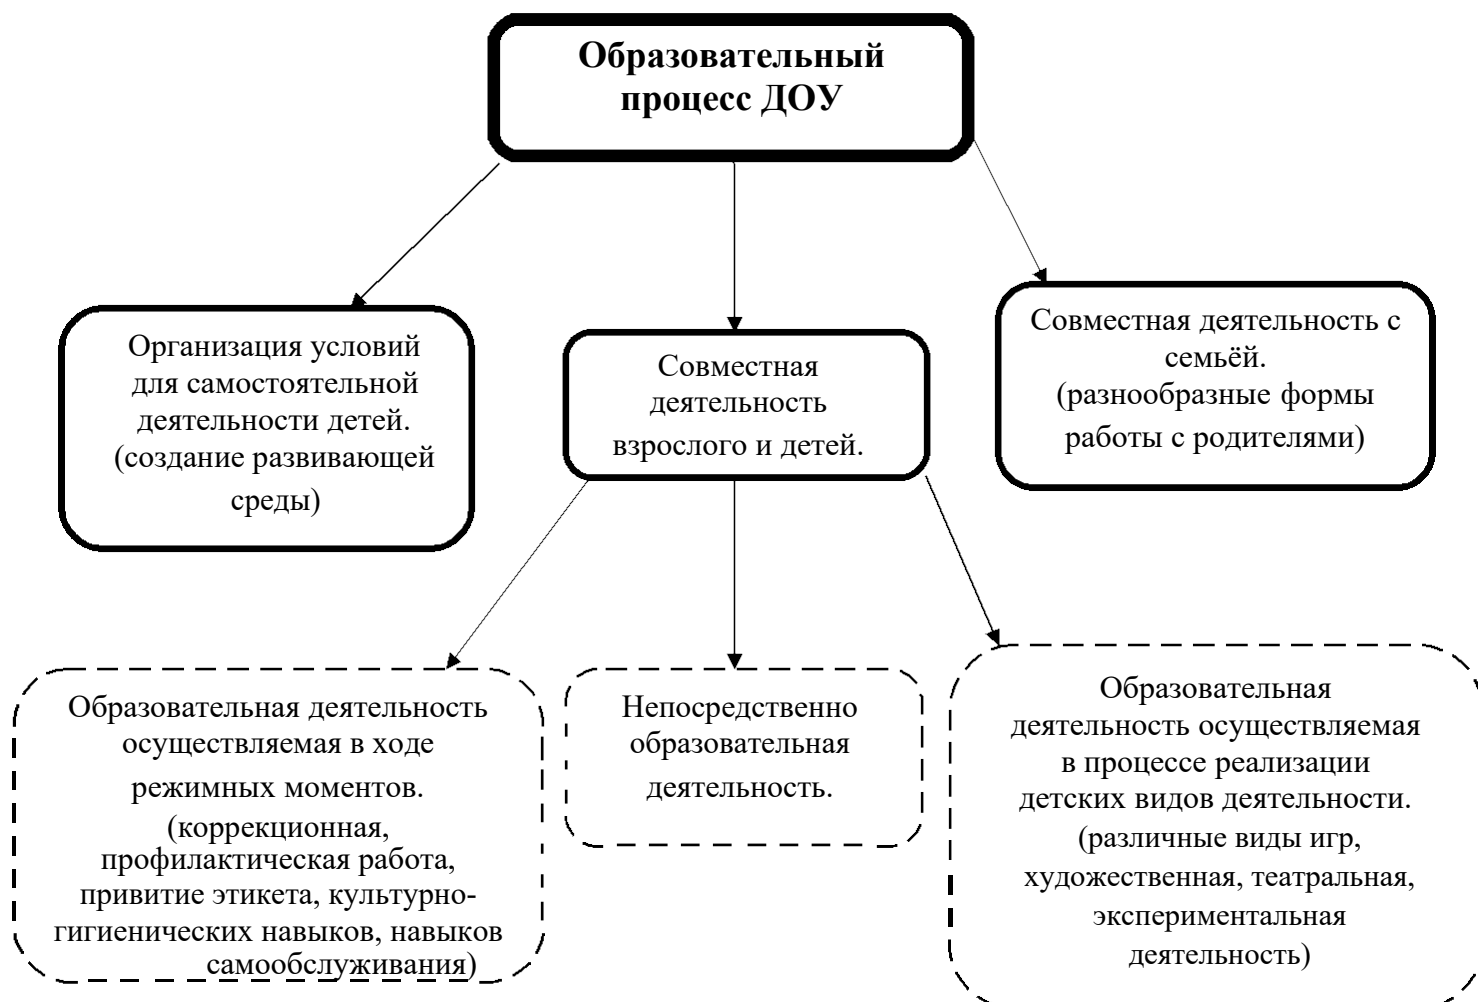 Образовательный
процесс ДОУ
Организация условий
для самостоятельной
деятельности детей.
(создание развивающей
среды)
Совместная
деятельность
взрослого и детей.
Совместная деятельность с
семьёй.
(разнообразные формы
работы с родителями)
Образовательная деятельность
осуществляемая в ходе
режимных моментов.
(коррекционная,
профилактическая работа,
привитие этикета, культурно-
гигиенических навыков, навыков
самообслуживания)
Непосредственно
образовательная
деятельность.
Образовательная
деятельность осуществляемая
в процессе реализации
детских видов деятельности.
(различные виды игр,
художественная, театральная,
экспериментальная
деятельность)